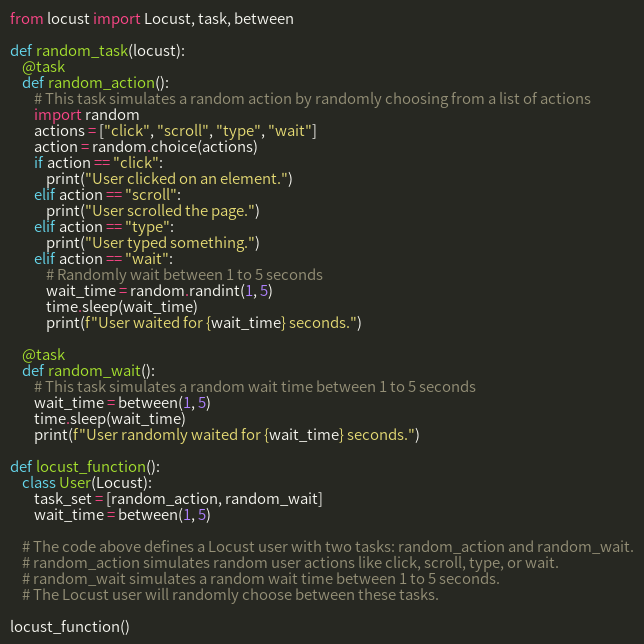 from locust import Locust, task, between

def random_task(locust):
    @task
    def random_action():
        # This task simulates a random action by randomly choosing from a list of actions
        import random
        actions = ["click", "scroll", "type", "wait"]
        action = random.choice(actions)
        if action == "click":
            print("User clicked on an element.")
        elif action == "scroll":
            print("User scrolled the page.")
        elif action == "type":
            print("User typed something.")
        elif action == "wait":
            # Randomly wait between 1 to 5 seconds
            wait_time = random.randint(1, 5)
            time.sleep(wait_time)
            print(f"User waited for {wait_time} seconds.")

    @task
    def random_wait():
        # This task simulates a random wait time between 1 to 5 seconds
        wait_time = between(1, 5)
        time.sleep(wait_time)
        print(f"User randomly waited for {wait_time} seconds.")

def locust_function():
    class User(Locust):
        task_set = [random_action, random_wait]
        wait_time = between(1, 5)

    # The code above defines a Locust user with two tasks: random_action and random_wait.
    # random_action simulates random user actions like click, scroll, type, or wait.
    # random_wait simulates a random wait time between 1 to 5 seconds.
    # The Locust user will randomly choose between these tasks.

locust_function()